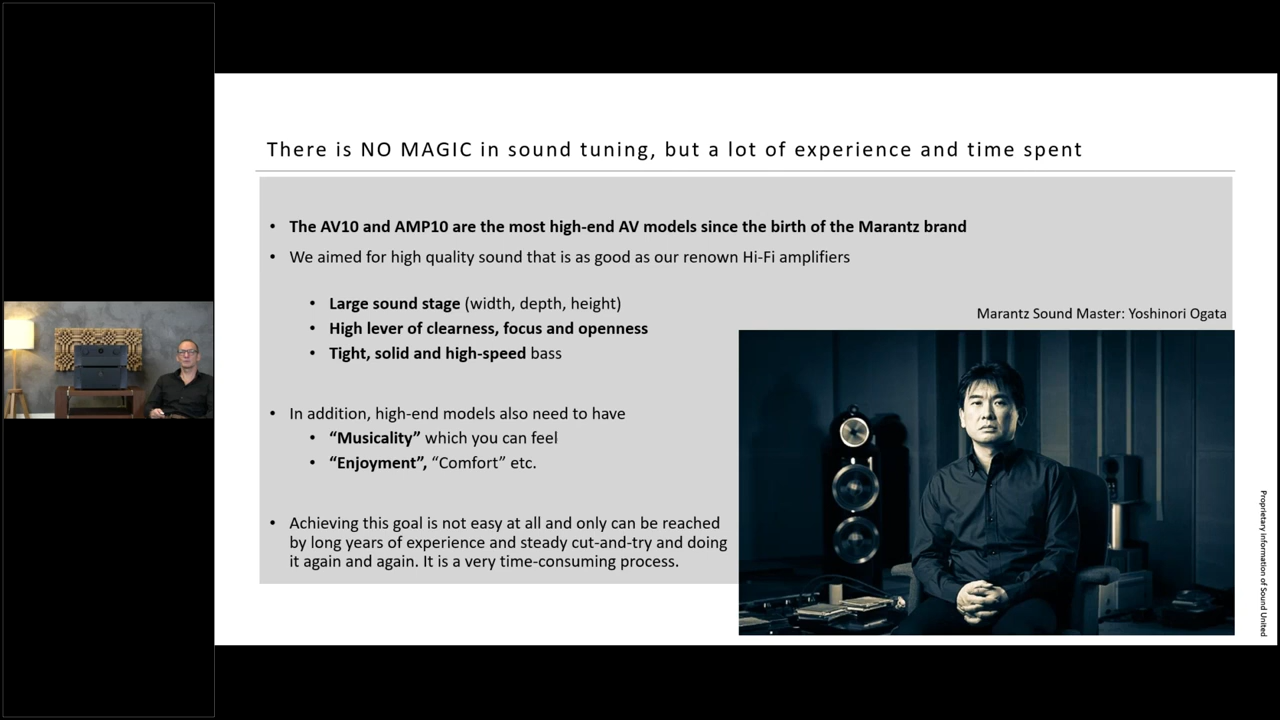 There is NO MAGIC in sound tuning, but a lot of experience and time spent
• The AV10 and AMP10 are the most high-end AV models since the birth of the Marantz brand
• We aimed for high quality sound that is as good as our renown Hi-Fi amplifiers
• Large sound stage (width, depth, height)
• High lever of clearness, focus and openness
• Tight, solid and high-speed bass
Marantz Sound Master: Yoshinori Ogata
• In addition, high-end models also need to have
• “Musicality” which you can feel
• “Enjoyment”, “Comfort” etc.
• Achieving this goal is not easy at all and only can be reached
by long years of experience and steady cut-and-try and doing
it again and again. It is a very time-consuming process.
Proprietary information of Sound United